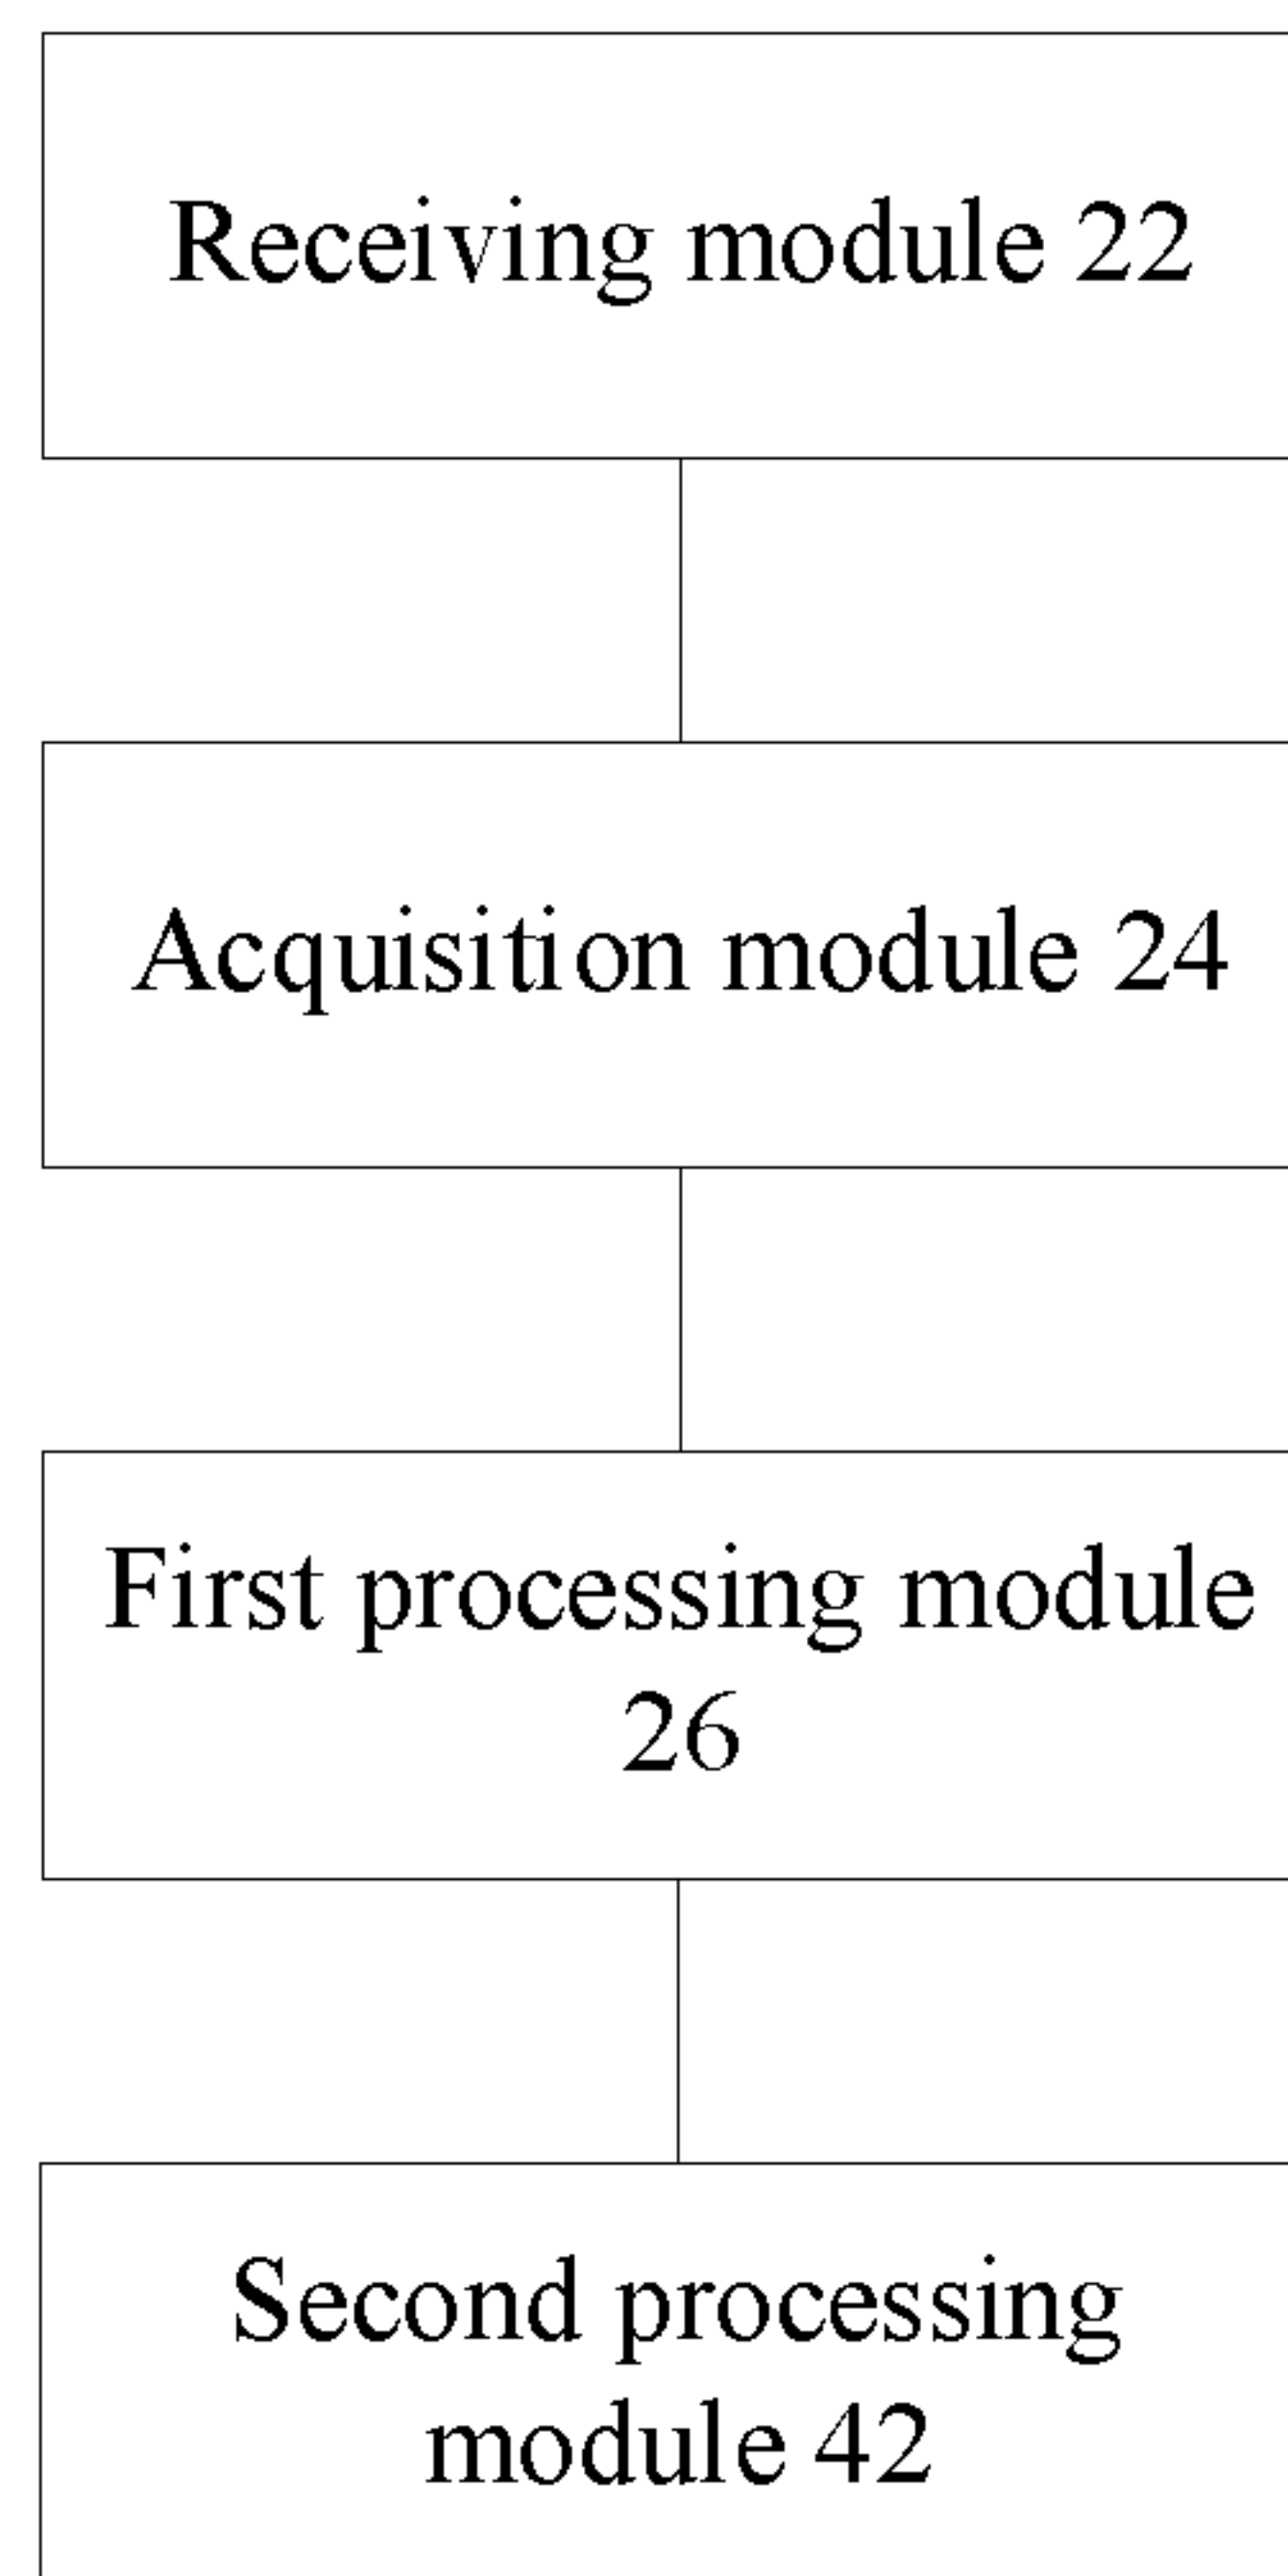 Receiving module 22
Acquisition module 24
First processing module
26
Second processing
module 42